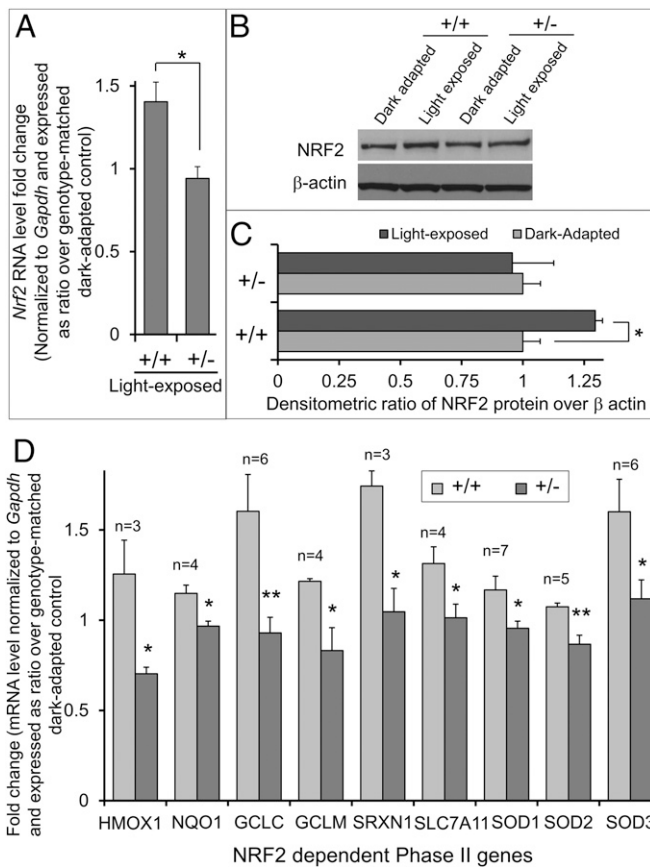 A
Nrf2 RNA level fold change
(Normalized to Gapdh and expressed
as ratio over genotype-matched
dark-adapted control)
1.5
1
0.5
0
*
+/+
+/-
Light-exposed
B
+/+
+/-
Dark adapted
Light exposed
Dark adapted
Light exposed
NRF2
β-actin
C
Light-exposed
Dark-Adapted
+/-
+/+
*
0
0.25
0.5
0.75
1
1.25
Densitometric ratio of NRF2 protein over β actin
D
Fold change (mRNA level normalized to Gapdh
and expressed as ratio over genotype-matched
dark-adapted control
1.5
1
0.5
0
+/+
+/-
n=3
*
n=4
*
n=6
**
n=4
*
n=3
*
n=4
*
n=7
*
n=5
**
n=6
*
HMOX1
NQO1
GCLC
GCLM
SRXN1
SLC7A11
SOD1
SOD2
SOD3
NRF2 dependent Phase II genes